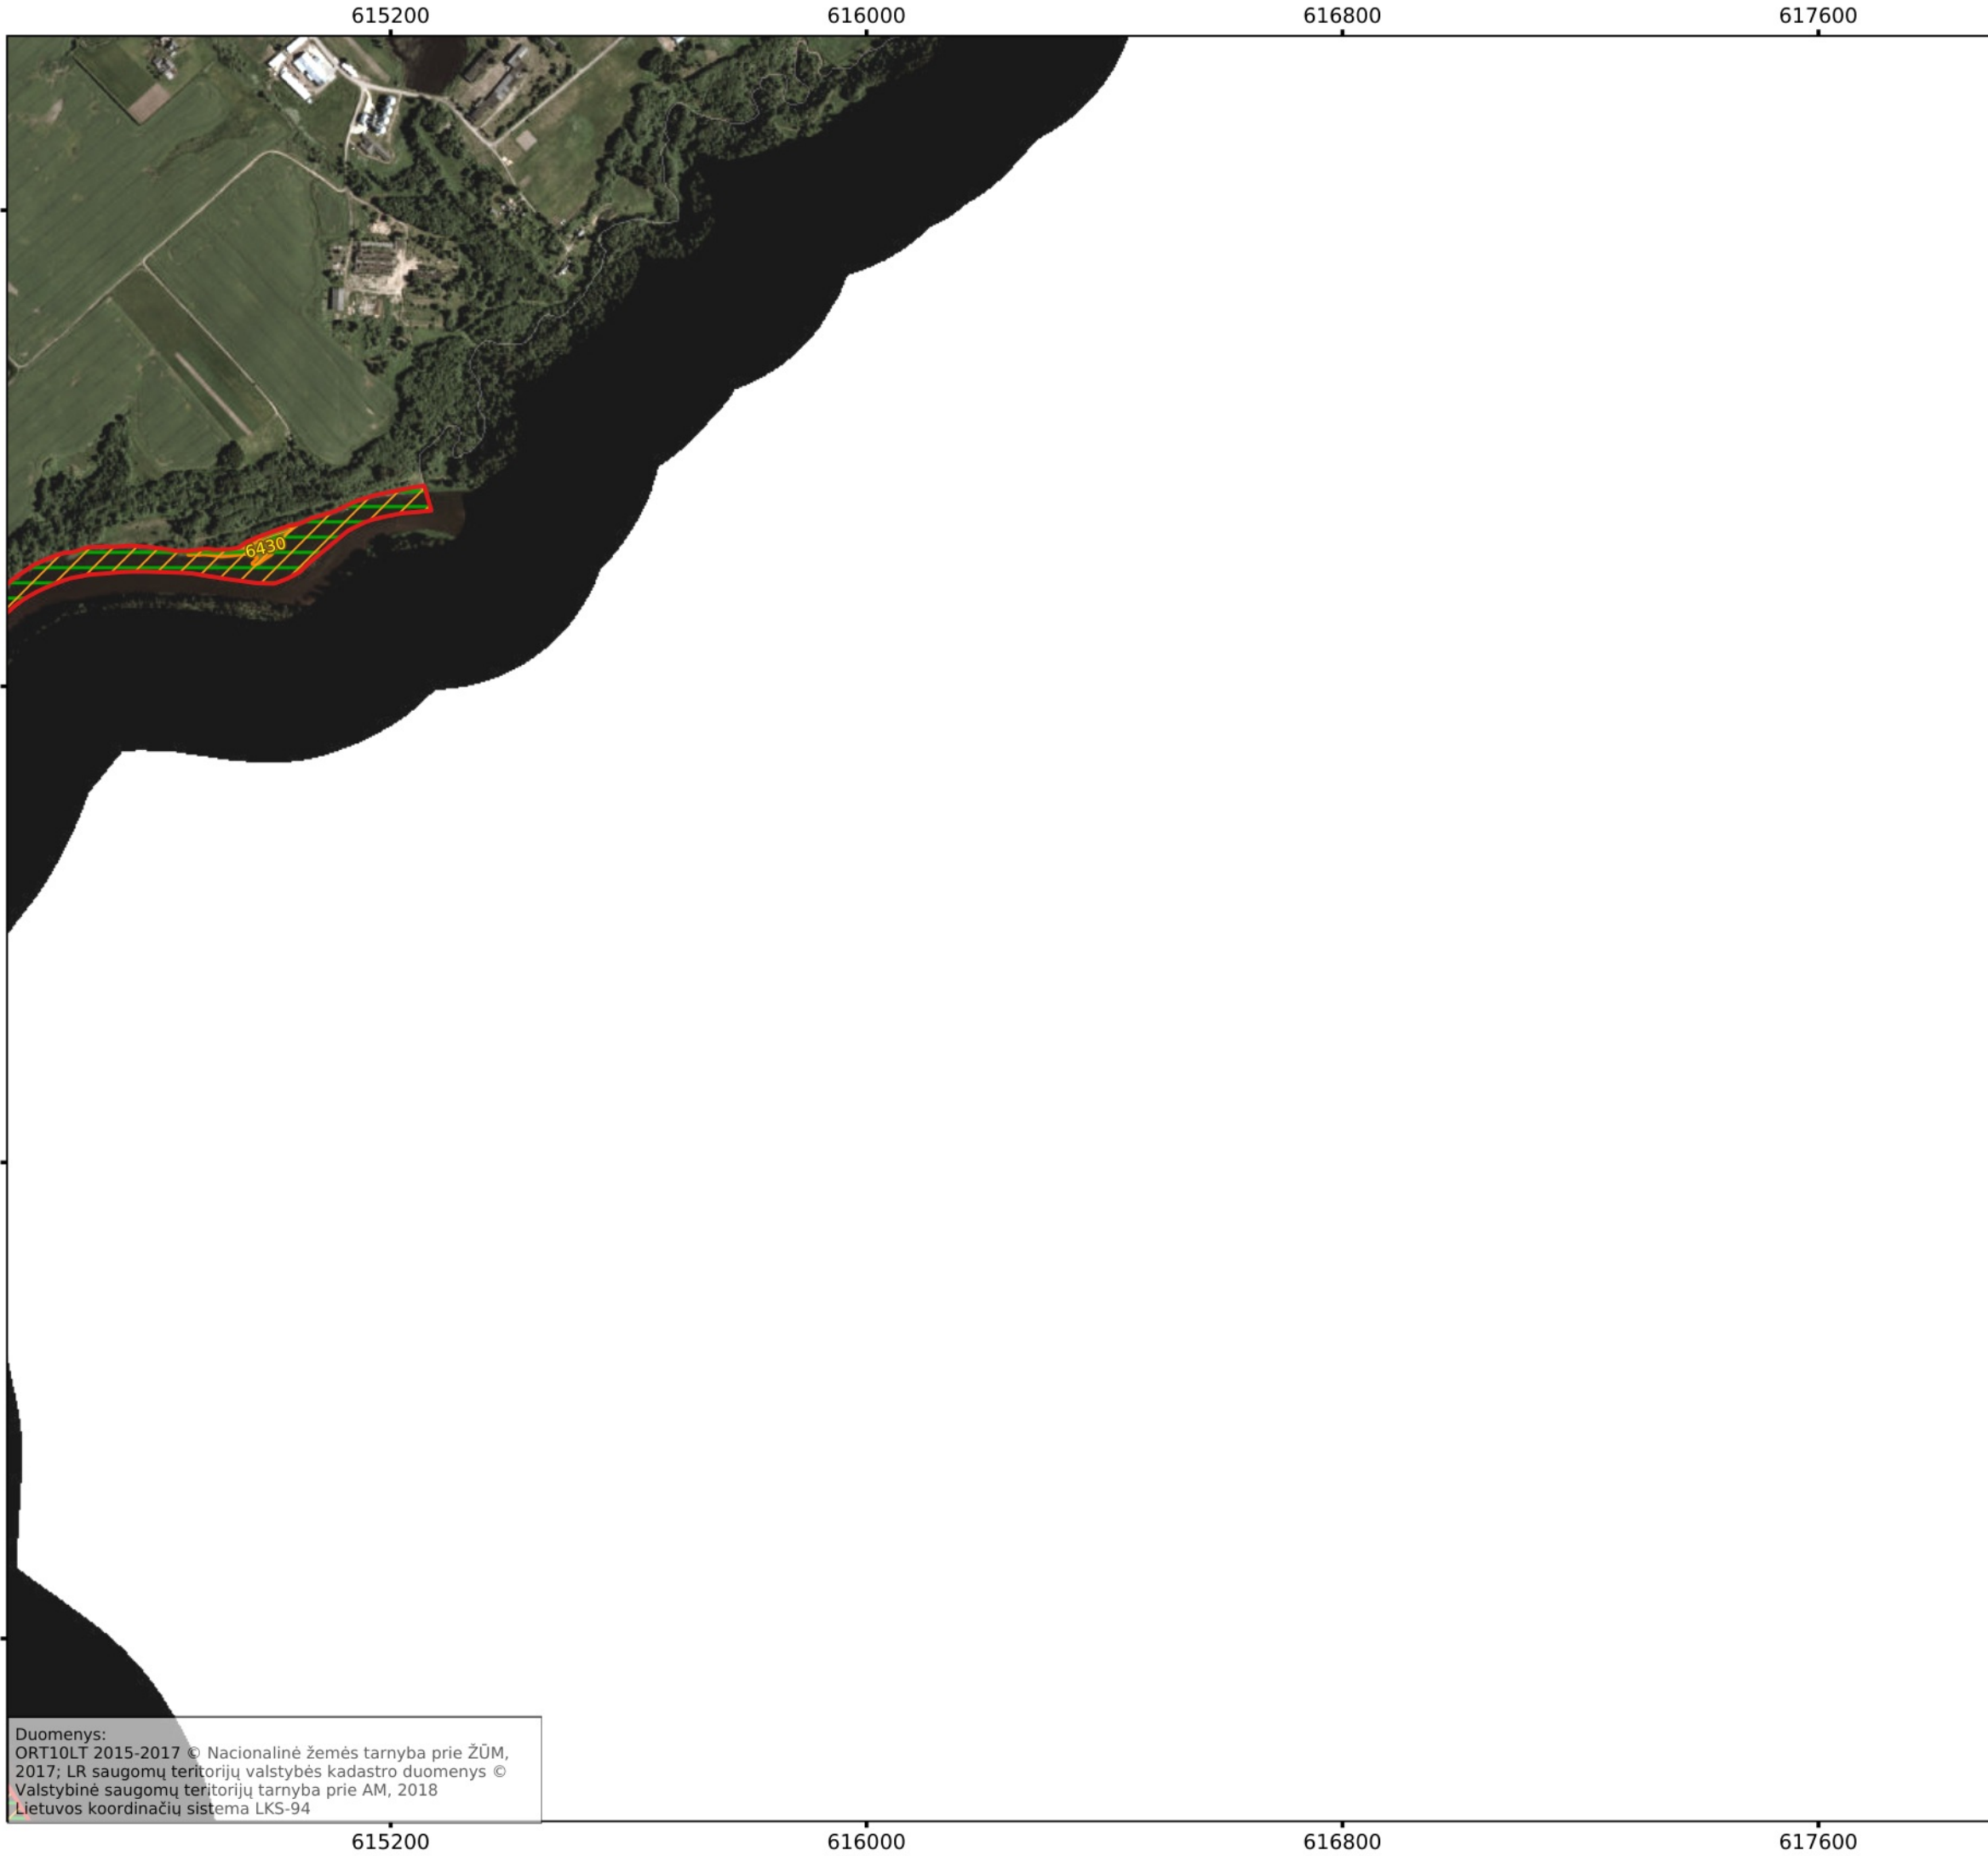 615200 616000 616800 617600
6430
Duomenys:
ORT10LT 2015-2017 © Nacionalinė žemės tarnyba prie ŽŪM,
2017; LR saugomų teritorijų valstybės kadastro duomenys ©
Valstybinė saugomų teritorijų tarnyba prie AM, 2018
Lietuvos koordinačių sistema LKS-94
615200 616000 616800 617600